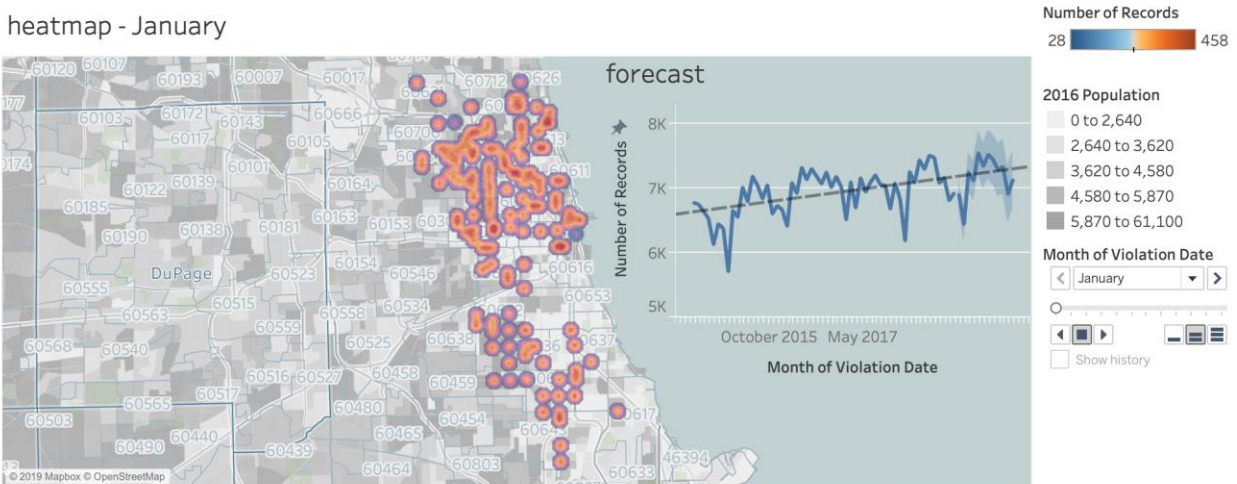 heatmap - January
60120
60107
60193
60007
60017
60712
60626
60103
60172
60143
60666
60117
60105
60101
60122
60139
60164
60611
60185
60163
60153
60190
60138
60181
60154
60546
DuPage
60523
60616
60555
60515
60653
60563
60558
60534
60559
60638
60637
60568
60540
60525
60458
60516
60527
60459
60517
60565
60480
60617
60503
60454
60440
60465
60490
60439
60464
60803
60633
46394
© 2019 Mapbox © OpenStreetMap
forecast
Number of Records
8K
7K
6K
5K
October 2015 May 2017
Month of Violation Date
Number of Records
28 458
2016 Population
0 to 2,640
2,640 to 3,620
3,620 to 4,580
4,580 to 5,870
5,870 to 61,100
Month of Violation Date
January
Show history